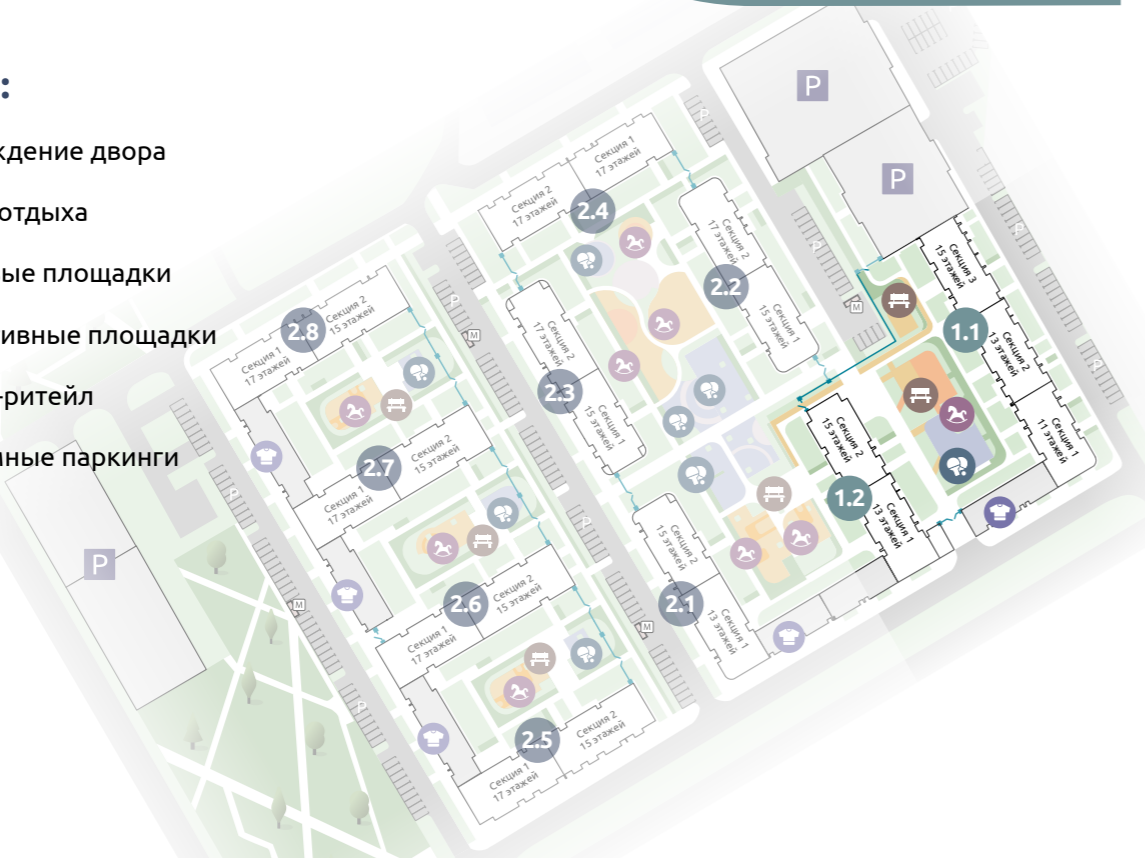 :
ждение двора
отдыха
ые площадки
ивные площадки
-ритейл
мные паркинги
P
P
P
Секция 1
17 этажей
Секция 2
17 этажей
2.4
Секция 2
17 этажей
2.2
Секция 1
15 этажей
P
P
M
Секция 3
15 этажей
1.1
Секция 2
13 этажей
Секция 1
11 этажей
P
P
2.8
Секция 2
15 этажей
Секция 1
17 этажей
P
M
Секция 2
17 этажей
2.3
Секция 1
15 этажей
Секция 2
15 этажей
1.2
Секция 1
13 этажей
2.7
Секция 2
15 этажей
Секция 1
17 этажей
P
P
P
Секция 2
15 этажей
2.1
Секция 1
13 этажей
M
2.6
Секция 2
15 этажей
Секция 1
17 этажей
M
P
2.5
Секция 2
15 этажей
Секция 1
17 этажей